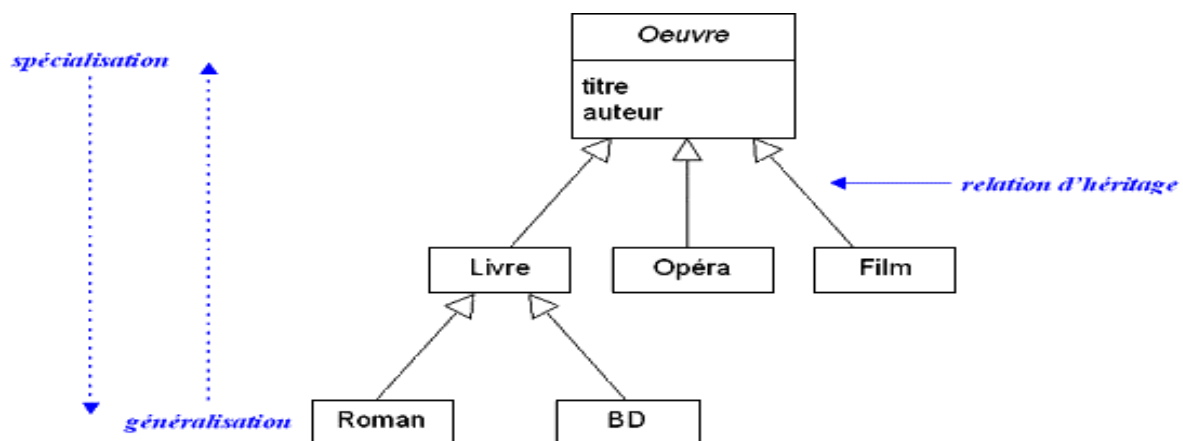 Oeuvre
spécialisation
titre
auteur
relation d'héritage
Livre
Opéra
Film
généralisation
Roman
BD